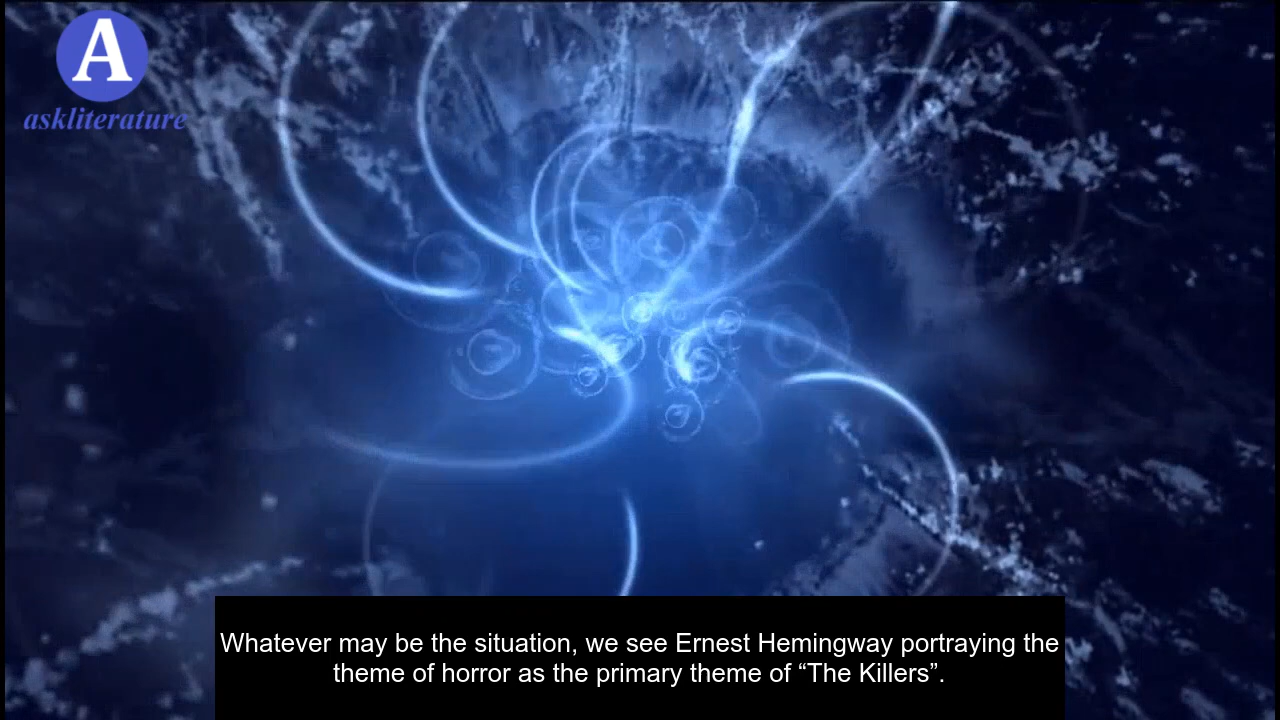 A
askliterature
Whatever may be the situation, we see Ernest Hemingway portraying the
theme of horror as the primary theme of “The Killers”.